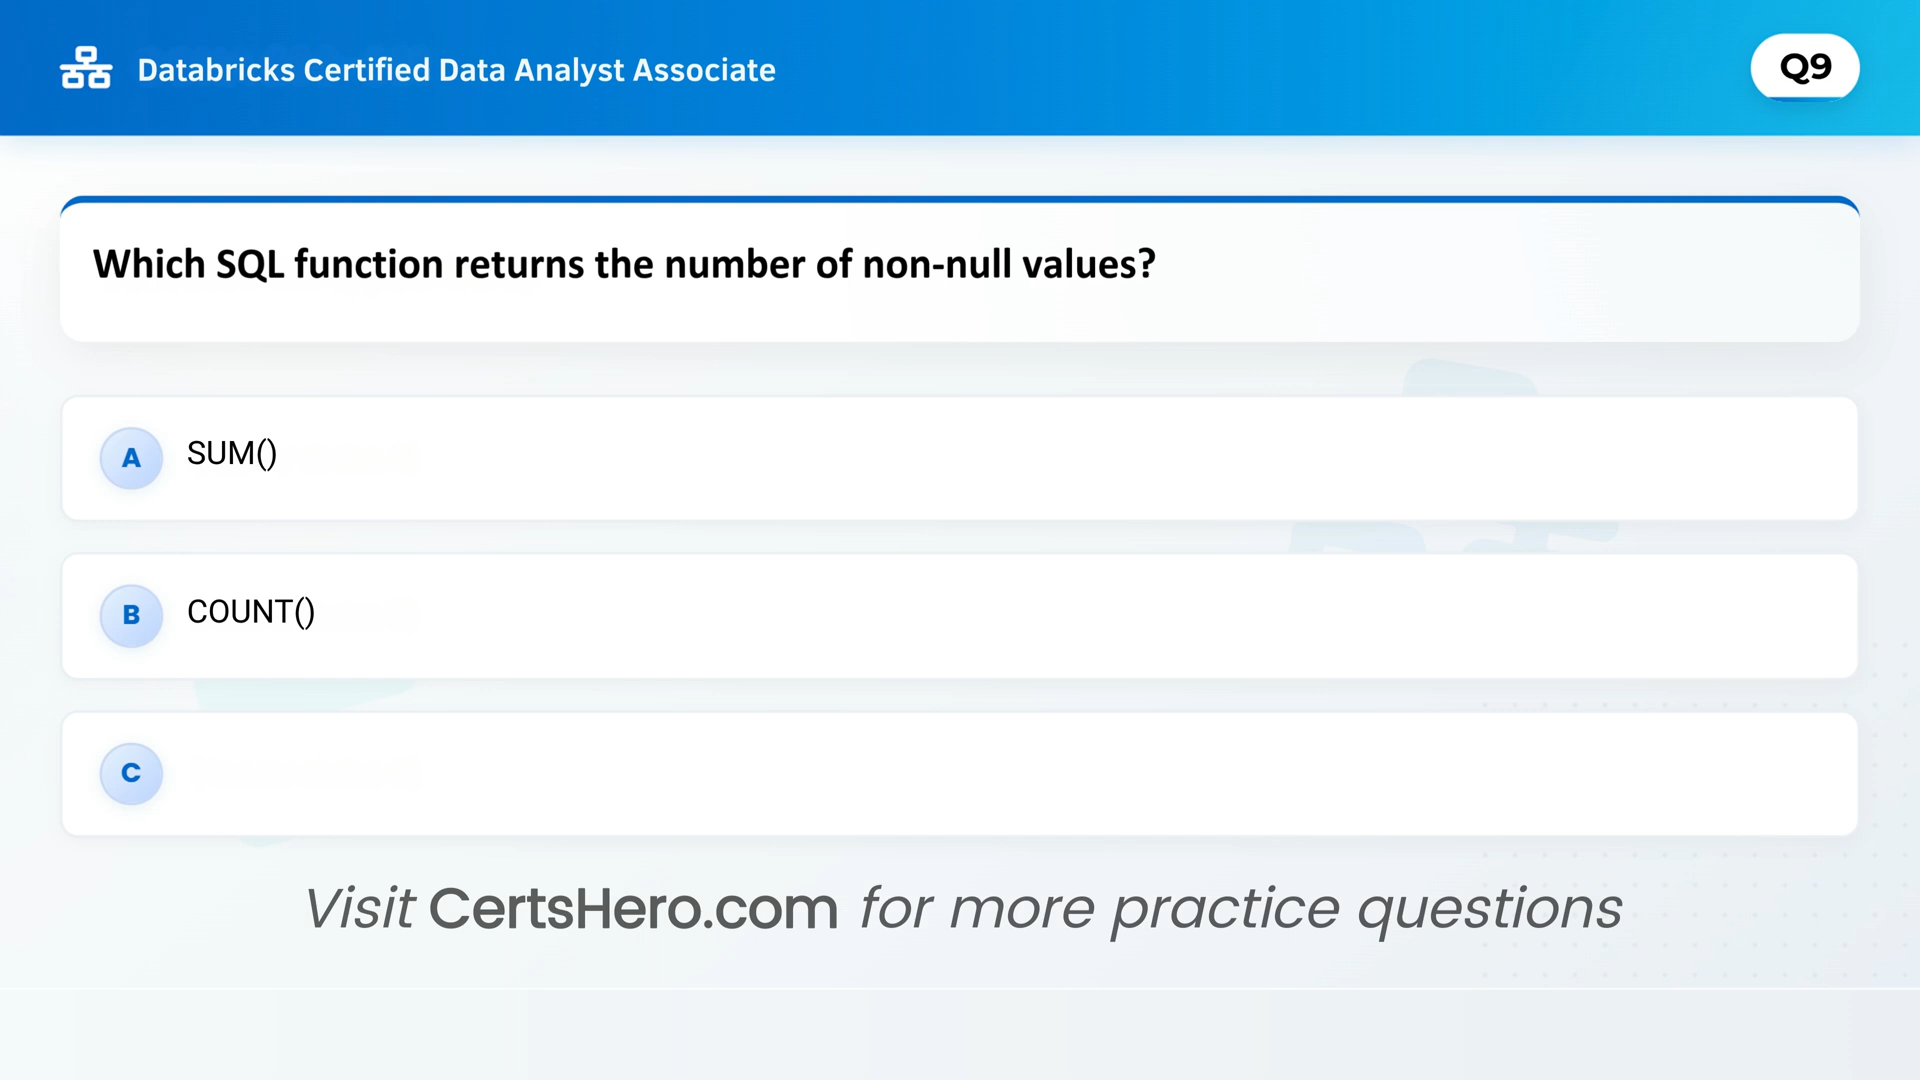 Databricks Certified Data Analyst Associate
Q9
Which SQL function returns the number of non-null values?
A SUM()
B COUNT()
C
Visit CertsHero.com for more practice questions